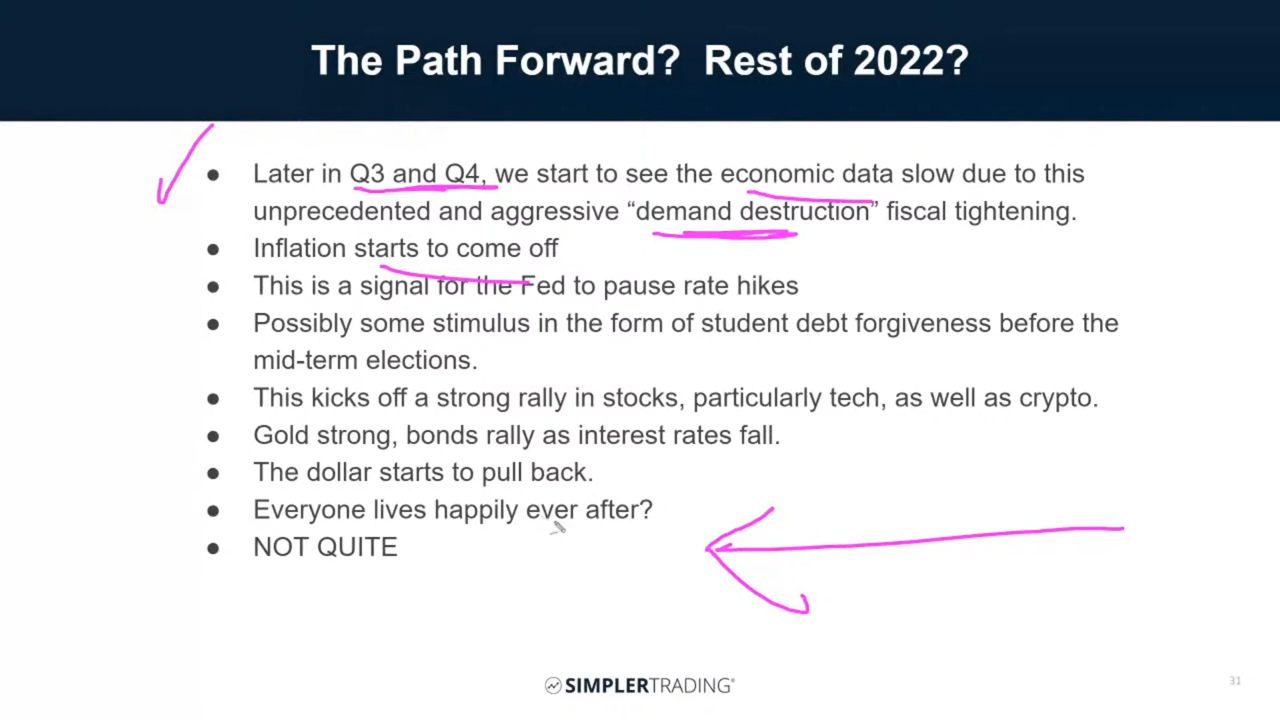 The Path Forward? Rest of 2022?
● Later in Q3 and Q4, we start to see the economic data slow due to this
unprecedented and aggressive “demand destruction” fiscal tightening.
● Inflation starts to come off
● This is a signal for the Fed to pause rate hikes
● Possibly some stimulus in the form of student debt forgiveness before the
mid-term elections.
● This kicks off a strong rally in stocks, particularly tech, as well as crypto.
● Gold strong, bonds rally as interest rates fall.
● The dollar starts to pull back.
● Everyone lives happily ever after?
● NOT QUITE
SIMPLERTRADING®
31